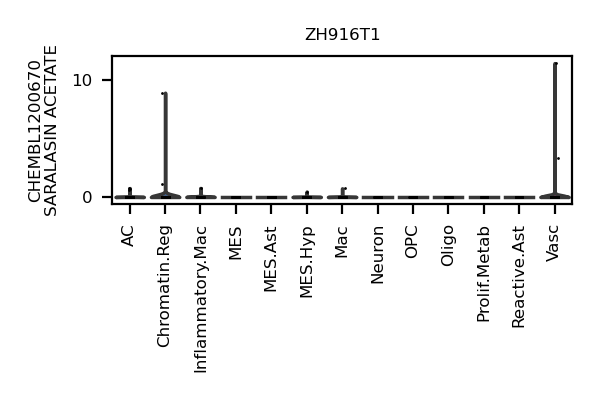 ZH916T1
CHEMBL1200670
SARALASIN ACETATE
10
0
AC
Chromatin.Reg
Inflammatory.Mac
MES
MES.Ast
MES.Hyp
Mac
Neuron
OPC
Oligo
Prolif.Metab
Reactive.Ast
Vasc